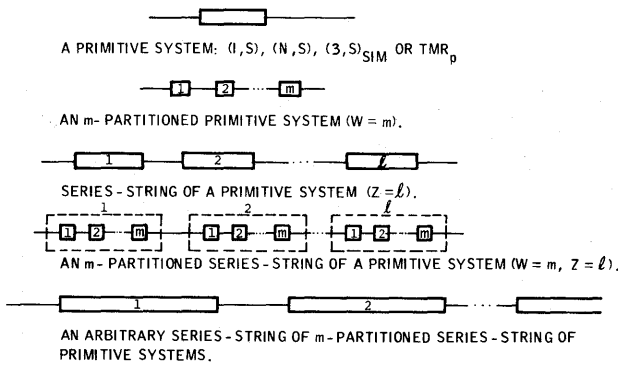 A PRIMITIVE SYSTEM: (1,S), (N,S), (3,S)SIM OR TMRp
1 2 ... m
AN m-PARTITIONED PRIMITIVE SYSTEM (W = m).
1 2 ... ℓ
SERIES-STRING OF A PRIMITIVE SYSTEM (Z = ℓ).
1 2 ℓ
1 2 ... m 1 2 ... m ... 1 2 ... m
AN m-PARTITIONED SERIES-STRING OF A PRIMITIVE SYSTEM (W = m, Z = ℓ).
1 2 ...
AN ARBITRARY SERIES-STRING OF m-PARTITIONED SERIES-STRING OF
PRIMITIVE SYSTEMS.